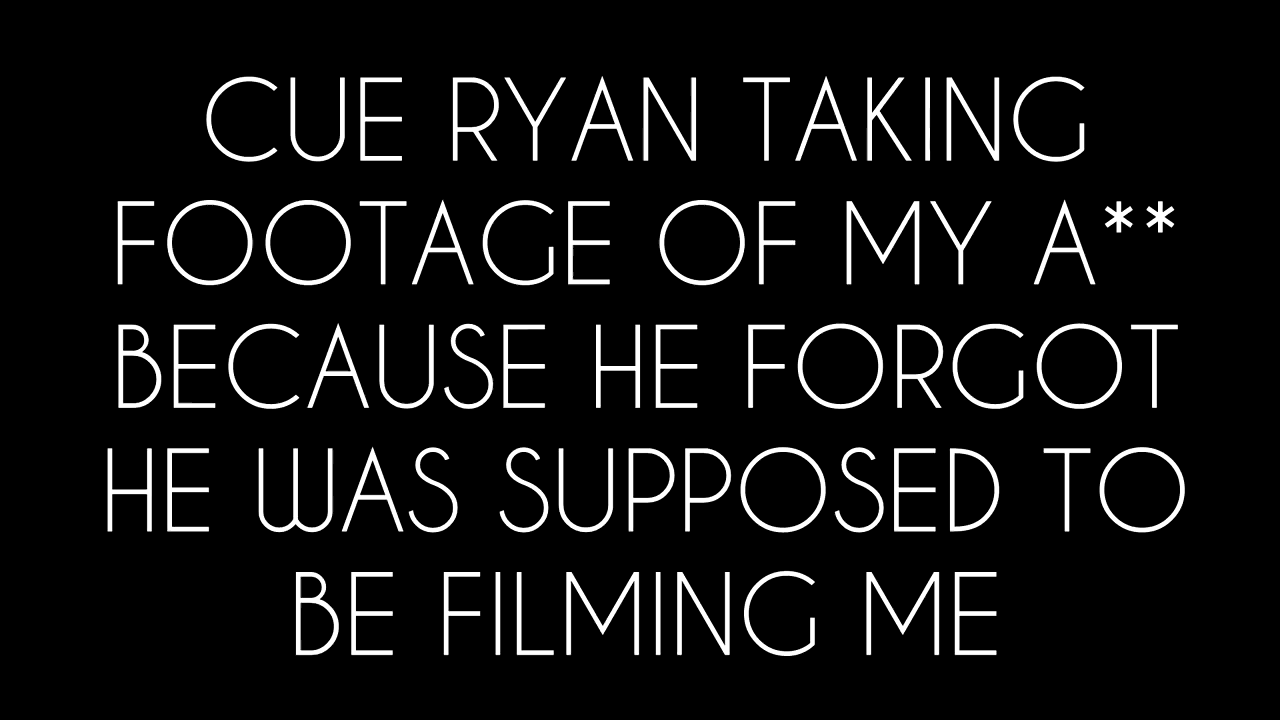 CUE RYAN TAKING
FOOTAGE OF MY A**
BECAUSE HE FORGOT
HE WAS SUPPOSED TO
BE FILMING ME